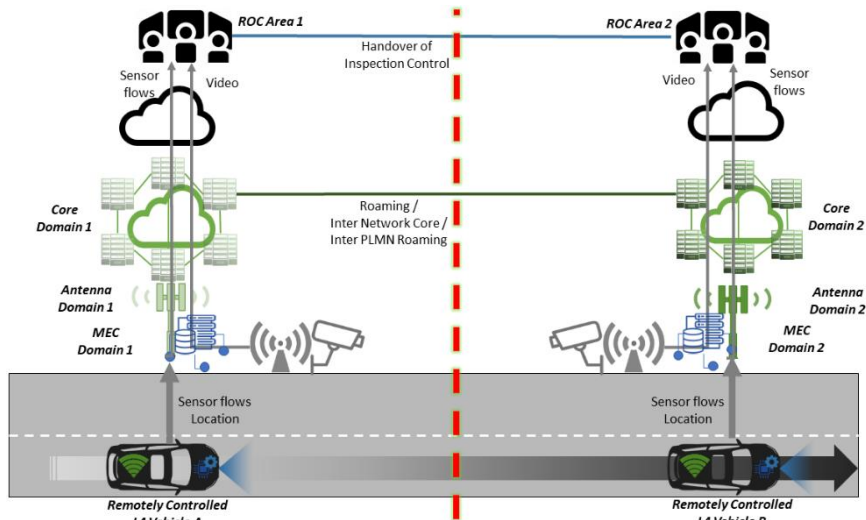 ROC Area 1
ROC Area 2
Handover of
Inspection Control
Sensor
flows
Video
Video
Sensor
flows
Core
Domain 1
Roaming /
Inter Network Core /
Inter PLMN Roaming
Core
Domain 2
Antenna
Domain 1
Antenna
Domain 2
MEC
Domain 1
MEC
Domain 2
Sensor flows
Location
Sensor flows
Location
Remotely Controlled
Remotely Controlled